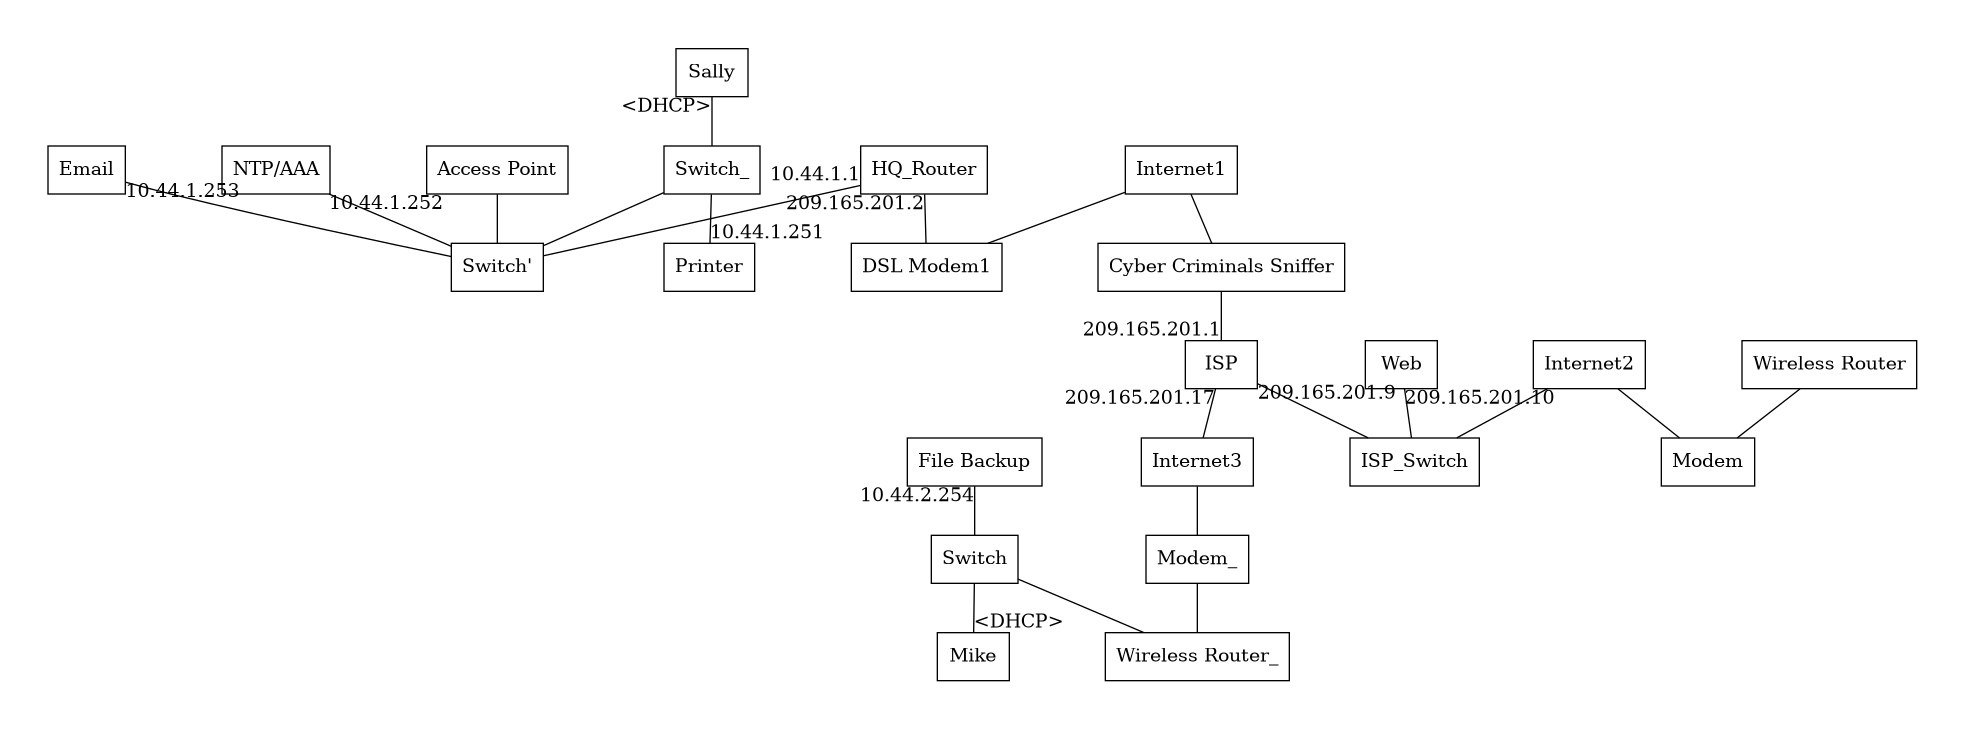 Sally
<DHCP>
Email
NTP/AAA
Access Point
Switch_
10.44.1.1
HQ_Router
Internet1
10.44.1.253
10.44.1.252
209.165.201.2
10.44.1.251
Switch'
Printer
DSL Modem1
Cyber Criminals Sniffer
209.165.201.1
ISP
Web
Internet2
Wireless Router
209.165.201.17
209.165.201.9
209.165.201.10
File Backup
Internet3
ISP_Switch
Modem
10.44.2.254
Switch
Modem_
<DHCP>
Mike
Wireless Router_